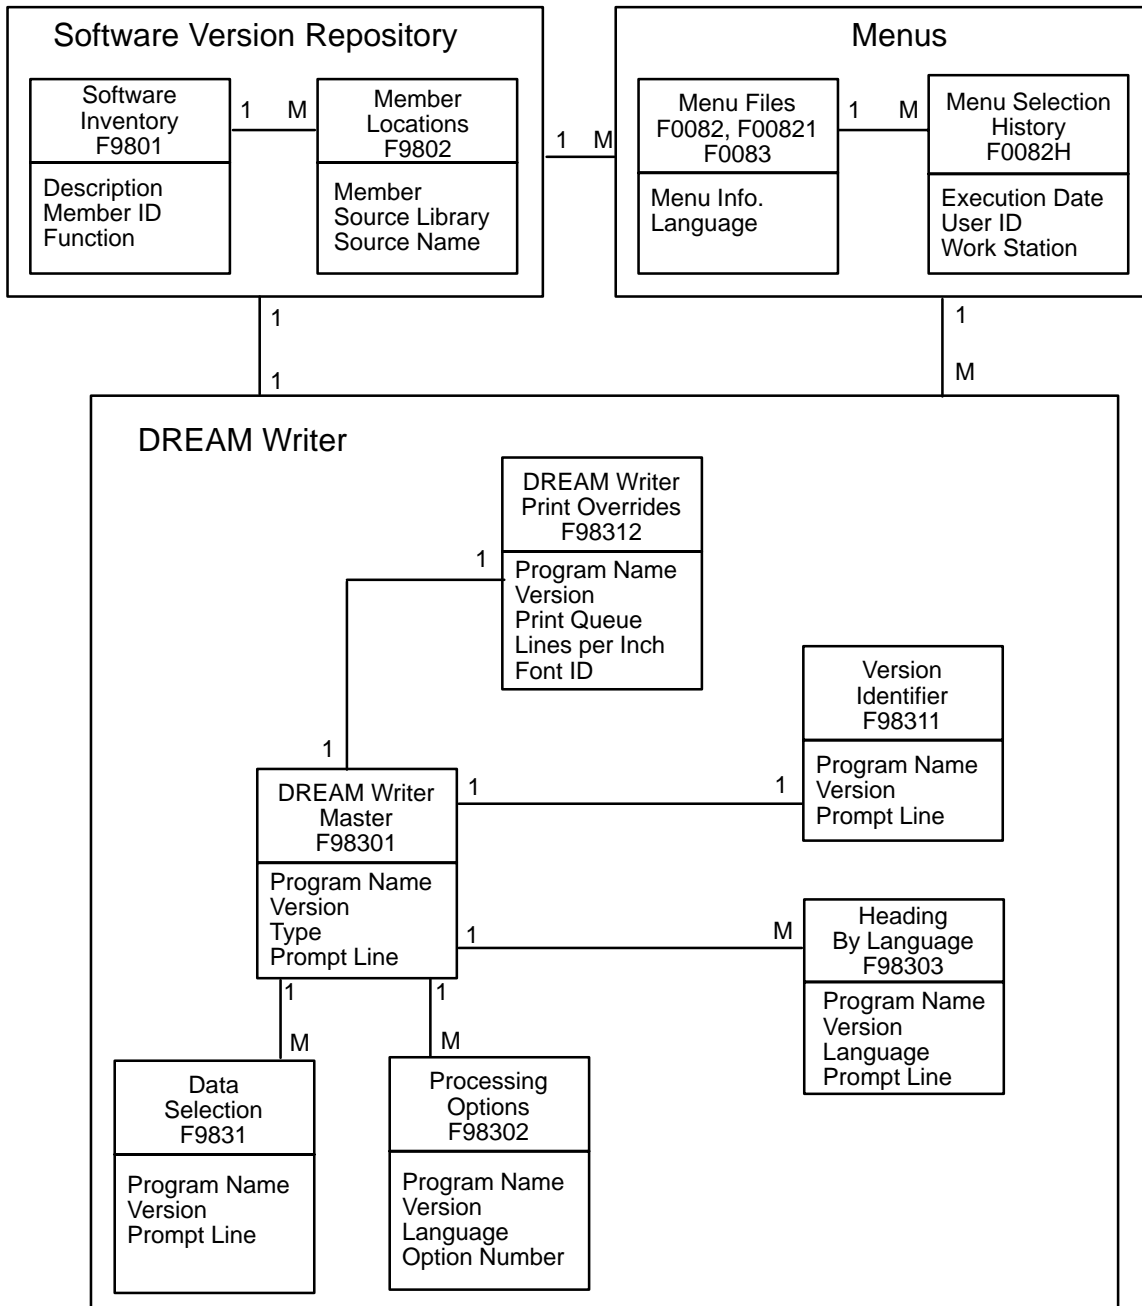 Software Version Repository
Software
Inventory
F9801
Description
Member ID
Function
1
M
Member
Locations
F9802
Member
Source Library
Source Name
1
M
Menus
Menu Files
F0082, F00821
F0083
Menu Info.
Language
1
M
Menu Selection
History
F0082H
Execution Date
User ID
Work Station
1
1
1
M
DREAM Writer
DREAM Writer
Print Overrides
F98312
Program Name
Version
Print Queue
Lines per Inch
Font ID
1
1
Version
Identifier
F98311
Program Name
Version
Prompt Line
DREAM Writer
Master
F98301
Program Name
Version
Type
Prompt Line
1
1
1
M
Heading
By Language
F98303
Program Name
Version
Language
Prompt Line
1
M
1
M
Data
Selection
F9831
Program Name
Version
Prompt Line
Processing
Options
F98302
Program Name
Version
Language
Option Number